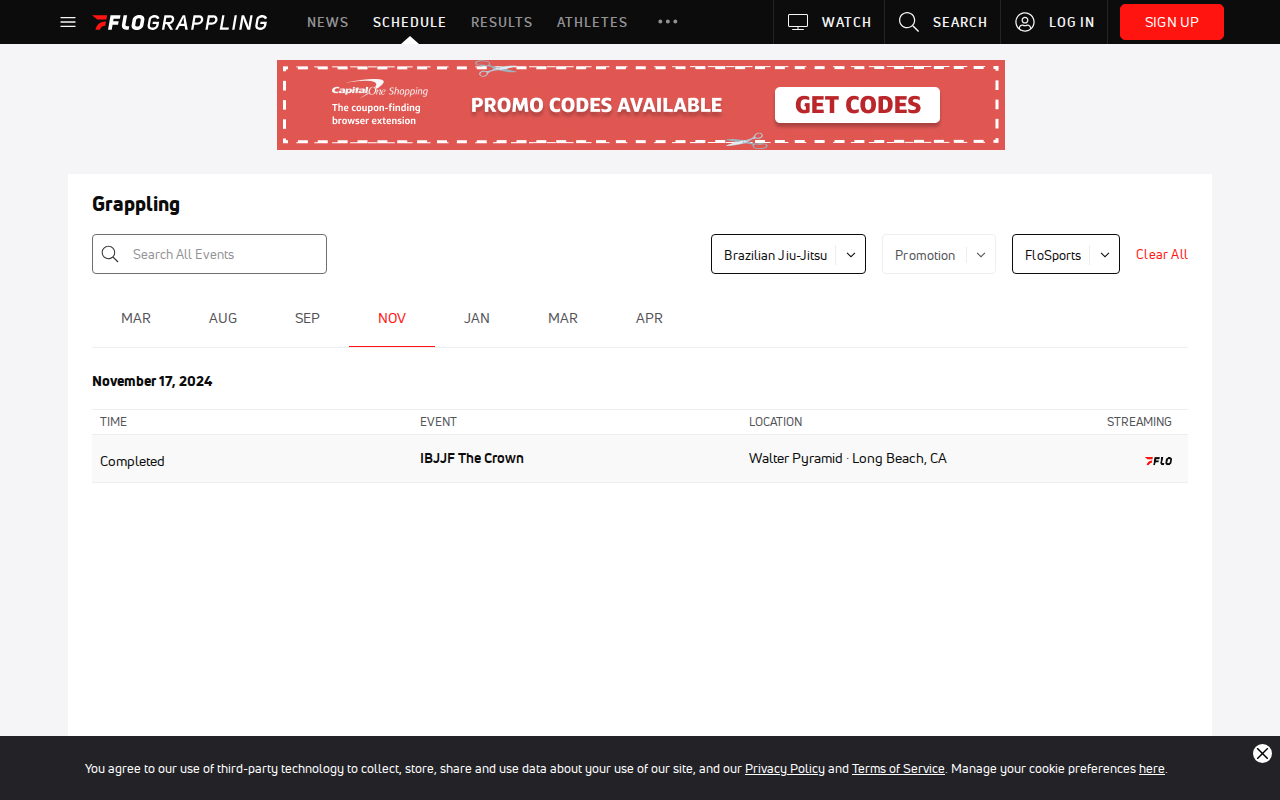 FLOGRAPPLING NEWS SCHEDULE RESULTS ATHLETES WATCH SEARCH LOG IN SIGN UP
Capital One Shopping
The coupon-finding
browser extension
PROMO CODES AVAILABLE
GET CODES
Grappling
Search All Events
Brazilian Jiu-Jitsu
Promotion
FloSports
Clear All
MAR AUG SEP NOV JAN MAR APR
November 17, 2024
TIME EVENT LOCATION STREAMING
Completed IBJJF The Crown Walter Pyramid · Long Beach, CA FLO
You agree to our use of third-party technology to collect, store, share and use data about your use of our site, and our Privacy Policy and Terms of Service. Manage your cookie preferences here.